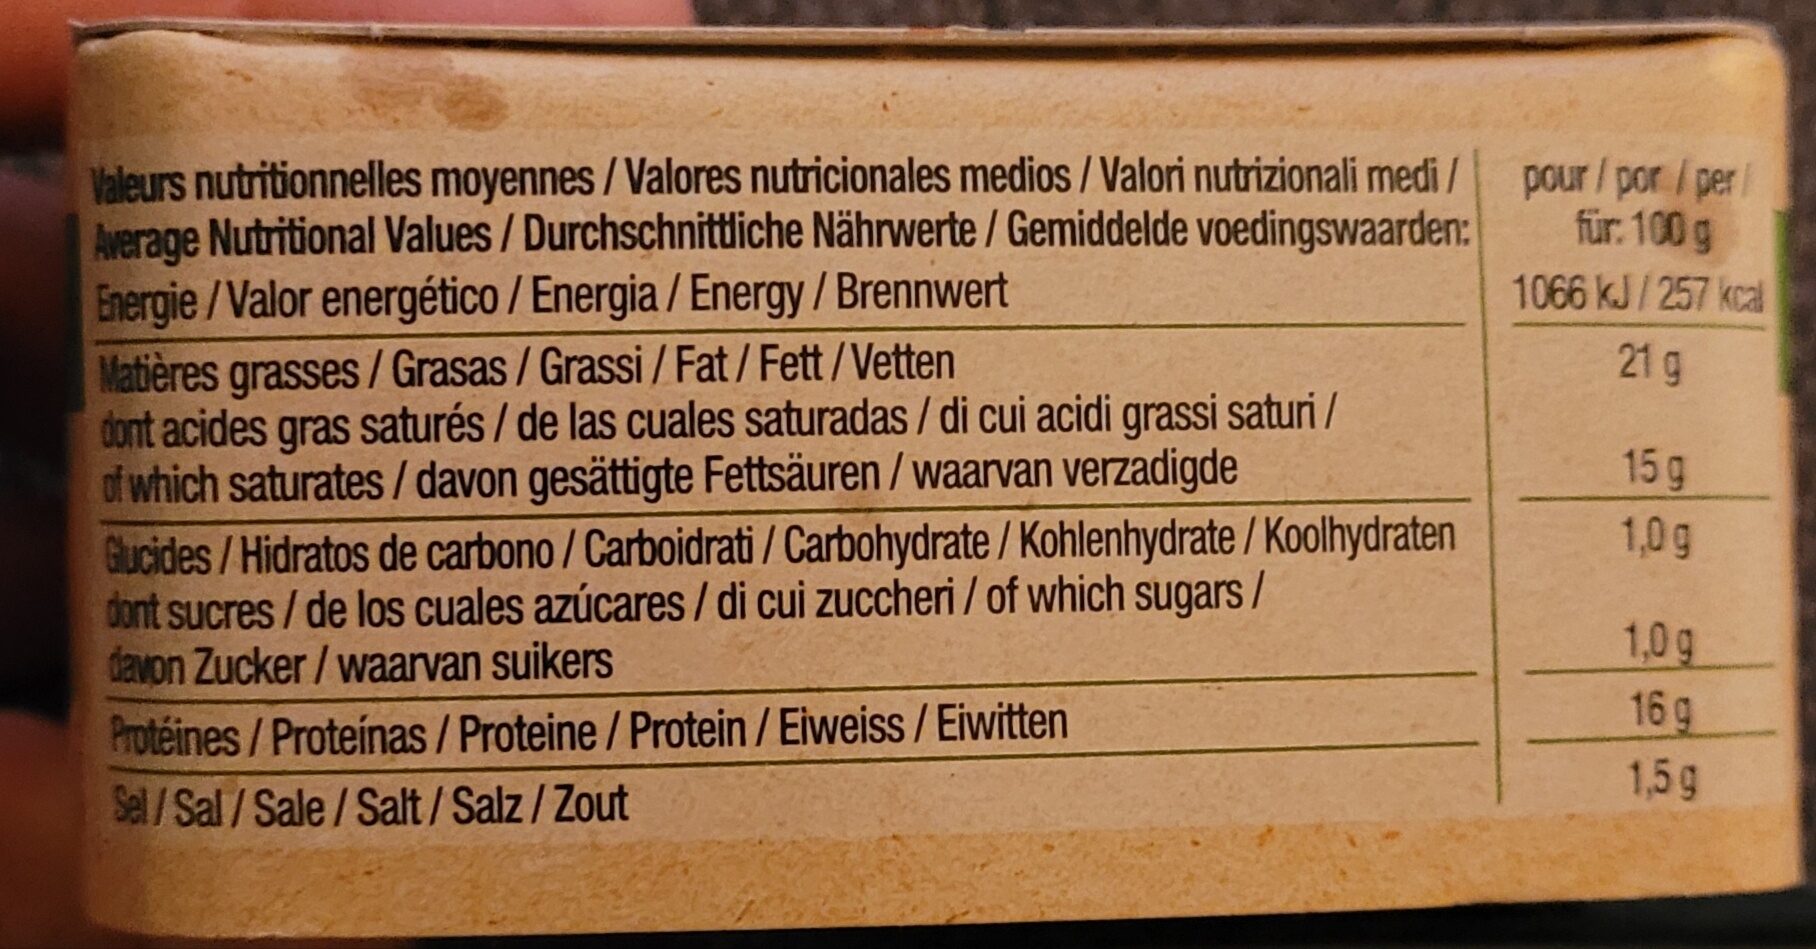 Valeurs nutritionnelles moyennes / Valores nutricionales medios / Valori nutrizionali medi / pour / por / per /
Average Nutritional Values / Durchschnittliche Nährwerte / Gemiddelde voedingswaarden: für: 100 g
Energie / Valor energético / Energia / Energy / Brennwert 1066 kJ / 257 kcal
Matières grasses / Grasas / Grassi / Fat / Fett / Vetten 21 g
dont acides gras saturés / de las cuales saturadas / di cui acidi grassi saturi /
of which saturates / davon gesättigte Fettsäuren / waarvan verzadigde 15 g
Glucides / Hidratos de carbono / Carboidrati / Carbohydrate / Kohlenhydrate / Koolhydraten 1,0 g
dont sucres / de los cuales azúcares / di cui zuccheri / of which sugars /
davon Zucker / waarvan suikers 1,0 g
Protéines / Proteínas / Proteine / Protein / Eiweiss / Eiwitten 16 g
Sel / Sal / Sale / Salt / Salz / Zout 1,5 g